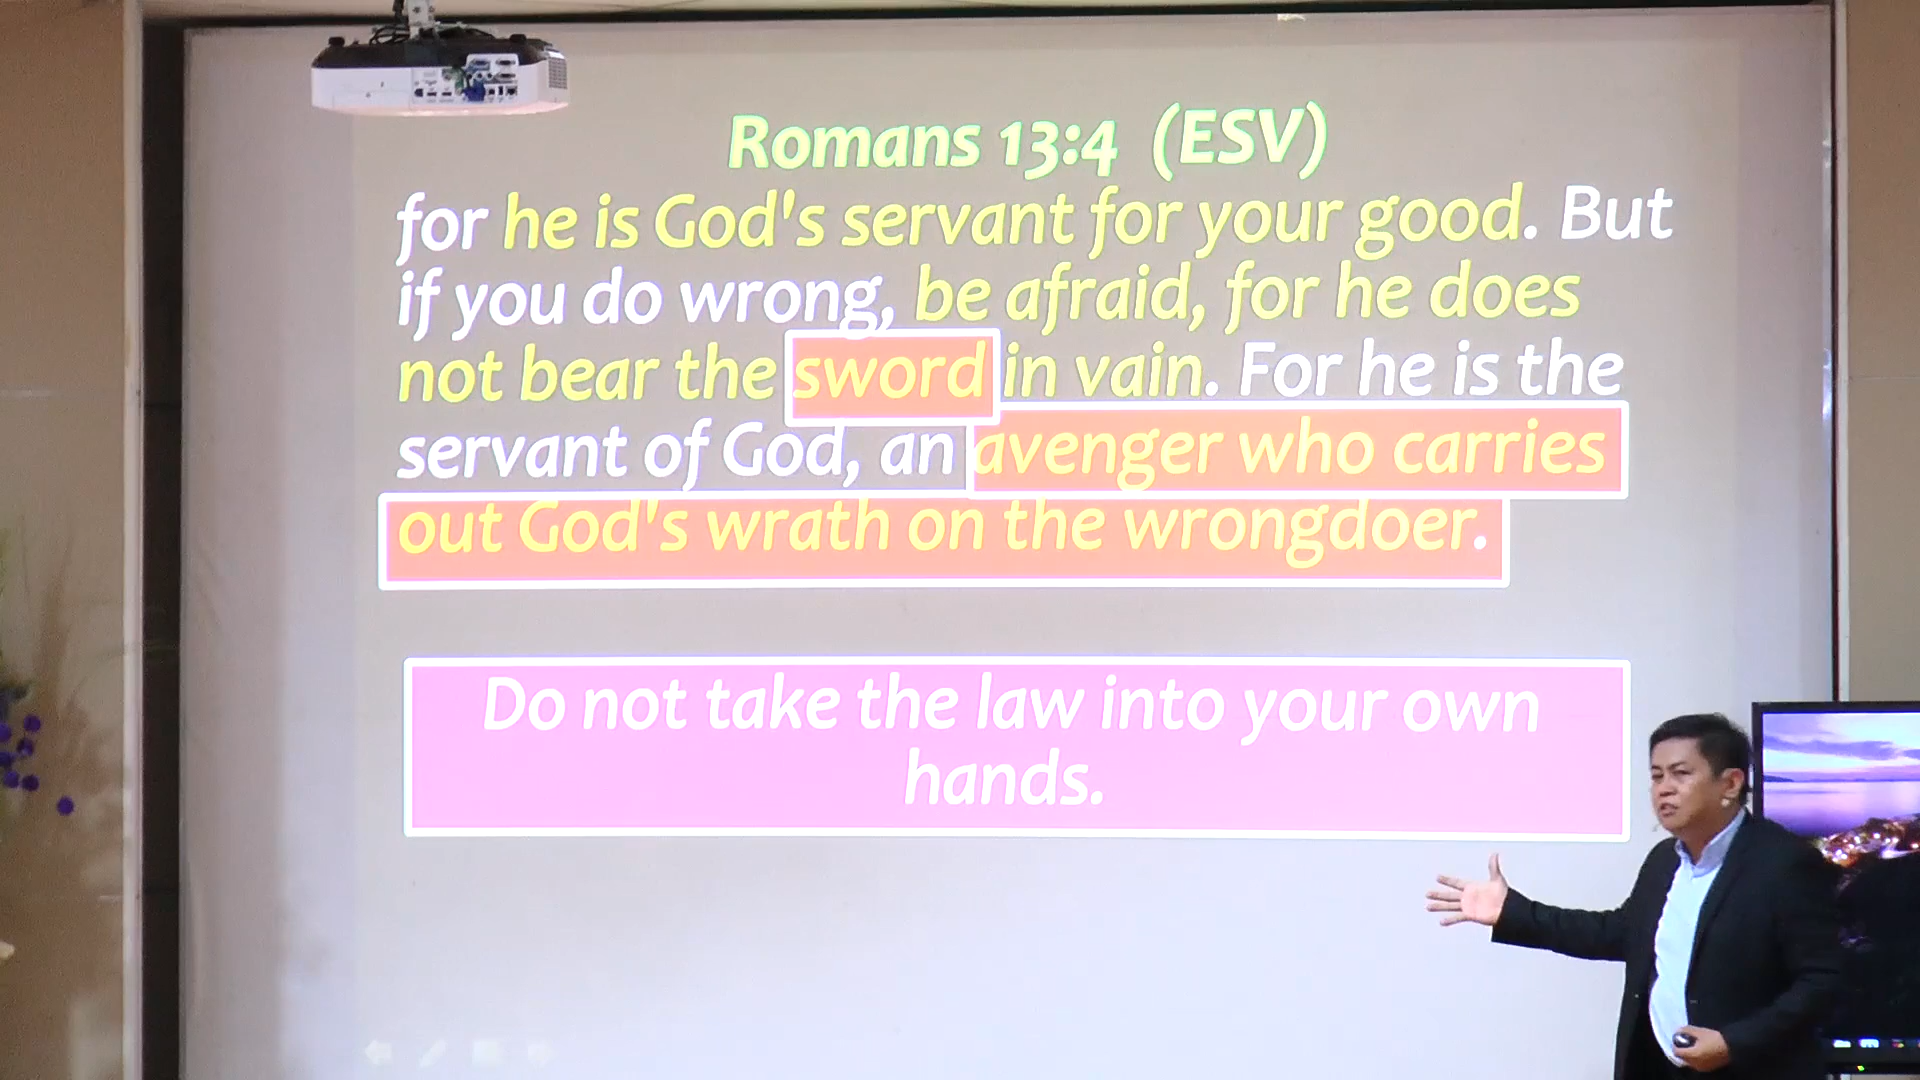 Romans 13:4 (ESV)
for he is God's servant for your good. But
if you do wrong, be afraid, for he does
not bear the sword in vain. For he is the
servant of God, an avenger who carries
out God's wrath on the wrongdoer.
Do not take the law into your own
hands.